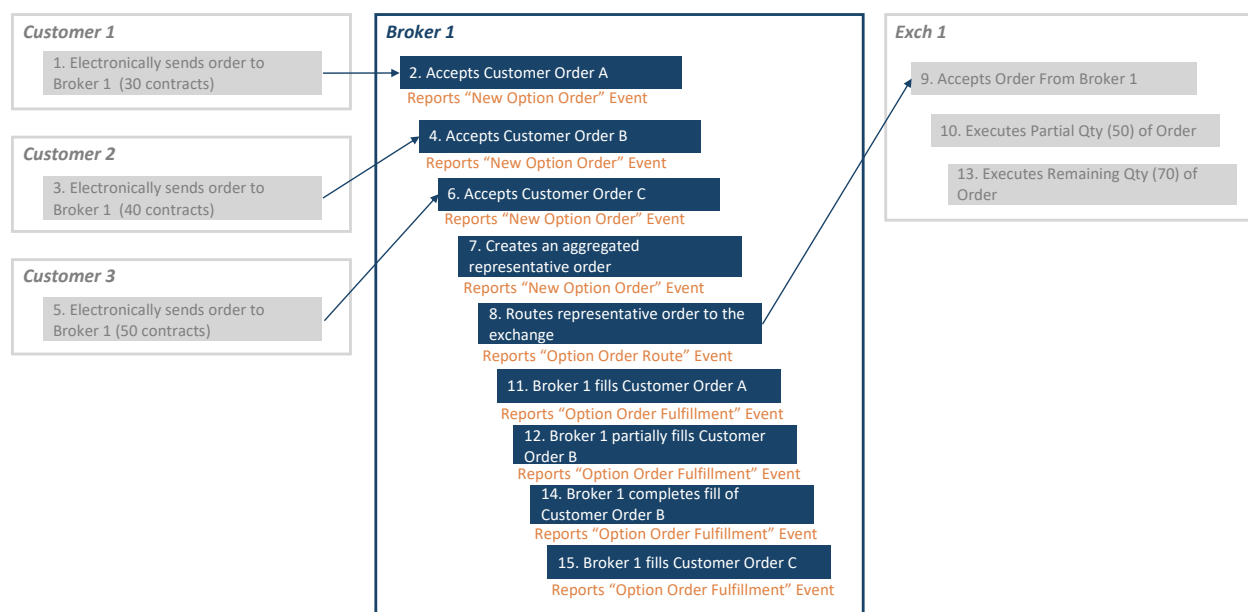 Customer 1
1. Electronically sends order to
Broker 1  (30 contracts)
Customer 2
3. Electronically sends order to
Broker 1  (40 contracts)
Customer 3
5. Electronically sends order to
Broker 1 (50 contracts)
Broker 1
2. Accepts Customer Order A
Reports “New Option Order” Event
4. Accepts Customer Order B
Reports “New Option Order” Event
6. Accepts Customer Order C
Reports “New Option Order” Event
7. Creates an aggregated
representative order
Reports “New Option Order” Event
8. Routes representative order to the
exchange
Reports “Option Order Route” Event
11. Broker 1 fills Customer Order A
Reports “Option Order Fulfillment” Event
12. Broker 1 partially fills Customer
Order B
Reports “Option Order Fulfillment” Event
14. Broker 1 completes fill of
Customer Order B
Reports “Option Order Fulfillment” Event
15. Broker 1 fills Customer Order C
Reports “Option Order Fulfillment” Event
Exch 1
9. Accepts Order From Broker 1
10. Executes Partial Qty (50) of Order
13. Executes Remaining Qty (70) of
Order